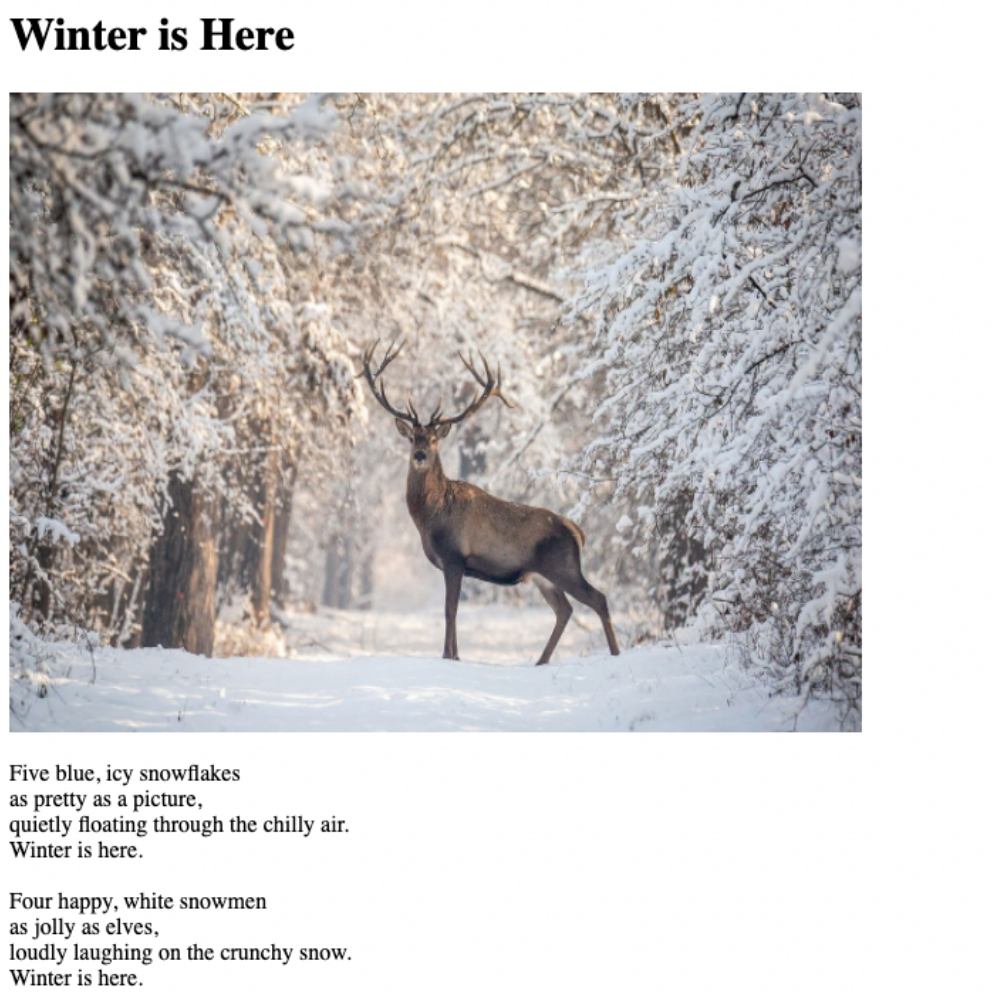 Winter is Here
Five blue, icy snowflakes
as pretty as a picture,
quietly floating through the chilly air.
Winter is here.
Four happy, white snowmen
as jolly as elves,
loudly laughing on the crunchy snow.
Winter is here.